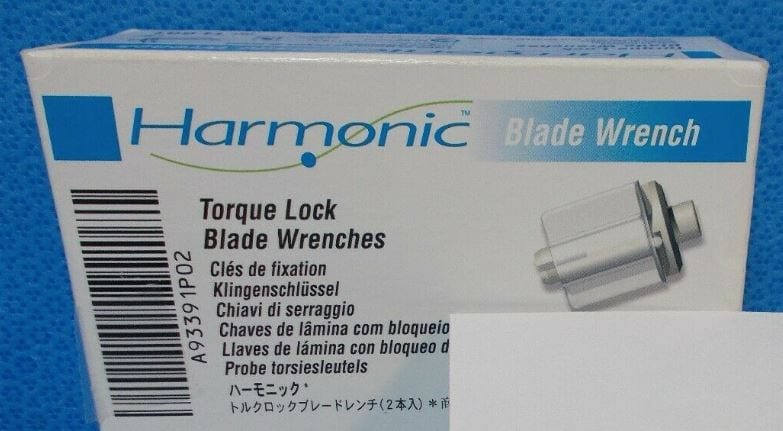 Harmonic™ Blade Wrench
Torque Lock
Blade Wrenches
Clés de fixation
Klingenschlüssel
Chiavi di serraggio
Chaves de lâmina com bloqueio
Llaves de lámina con bloqueo d
Probe torsiesleutels
ハーモニック*
トルクロックブレードレンチ(2本入)*
A93391P02